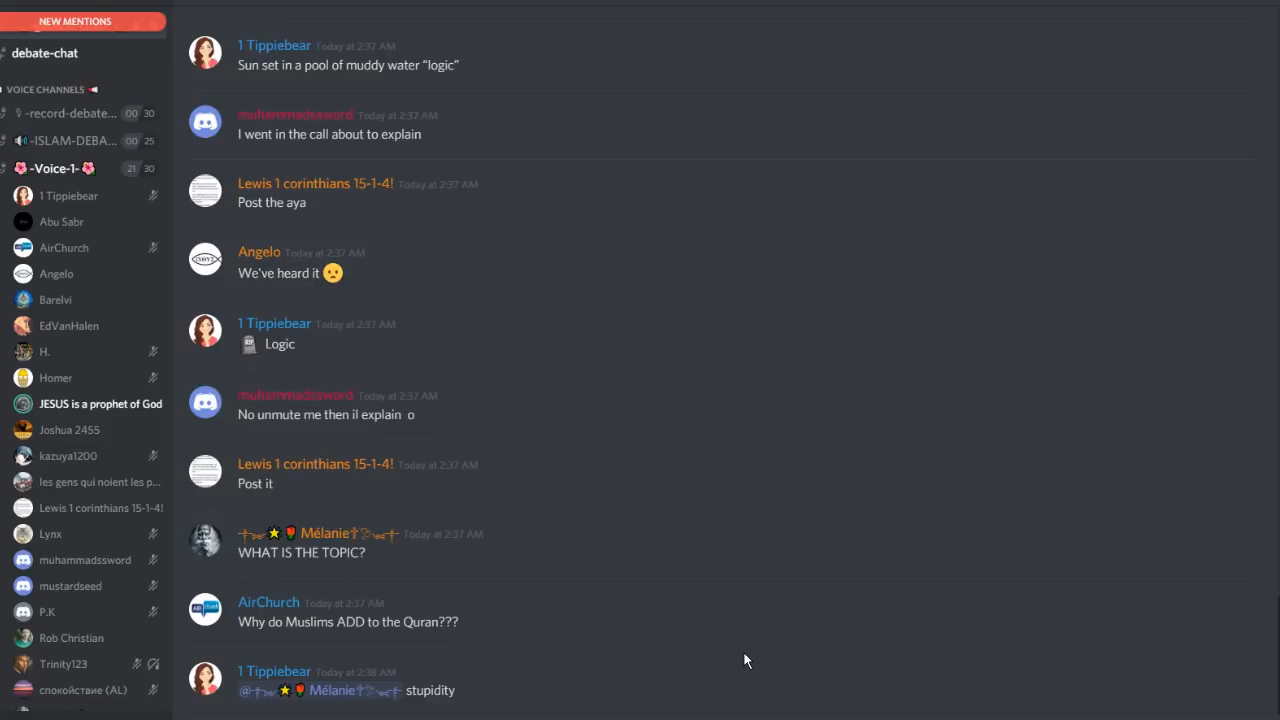 NEW MENTIONS
debate-chat
VOICE CHANNELS
-record-debate... 00 30
-ISLAM-DEBA... 00 25
-Voice-1- 21 30
1 Tippiebear
Abu Sabr
AirChurch
Angelo
Barelvi
EdVanHalen
H.
Homer
JESUS is a prophet of God
Joshua 2455
kazuya1200
les gens qui noient les p...
Lewis 1 corinthians 15-1-4!
Lynx
muhammadssword
mustardseed
P.K
Rob Christian
Trinity123
спокойствие (AL)
1 Tippiebear Today at 2:37 AM
Sun set in a pool of muddy water “logic”
muhammadssword Today at 2:37 AM
I went in the call about to explain
Lewis 1 corinthians 15-1-4! Today at 2:37 AM
Post the aya
Angelo Today at 2:37 AM
We've heard it
1 Tippiebear Today at 2:37 AM
RIP Logic
muhammadssword Today at 2:37 AM
No unmute me then il explain o
Lewis 1 corinthians 15-1-4! Today at 2:37 AM
Post it
Mélanie Today at 2:37 AM
WHAT IS THE TOPIC?
AirChurch Today at 2:37 AM
Why do Muslims ADD to the Quran???
1 Tippiebear Today at 2:38 AM
@Mélanie stupidity